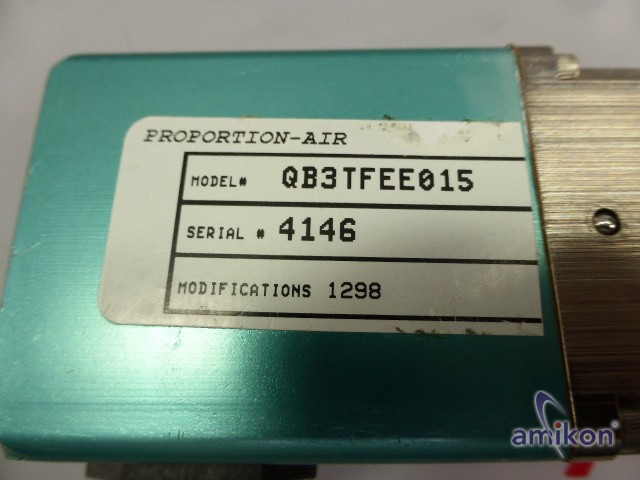 PROPORTION-AIR
MODEL# QB3TFEE015
SERIAL # 4146
MODIFICATIONS 1298
amikon